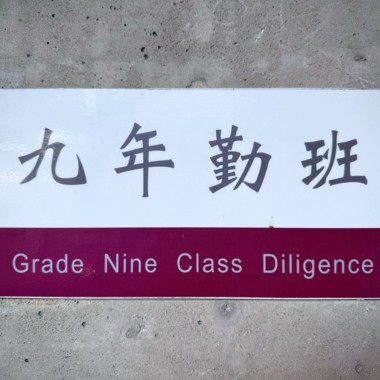 九年勤班
Grade Nine Class Diligence